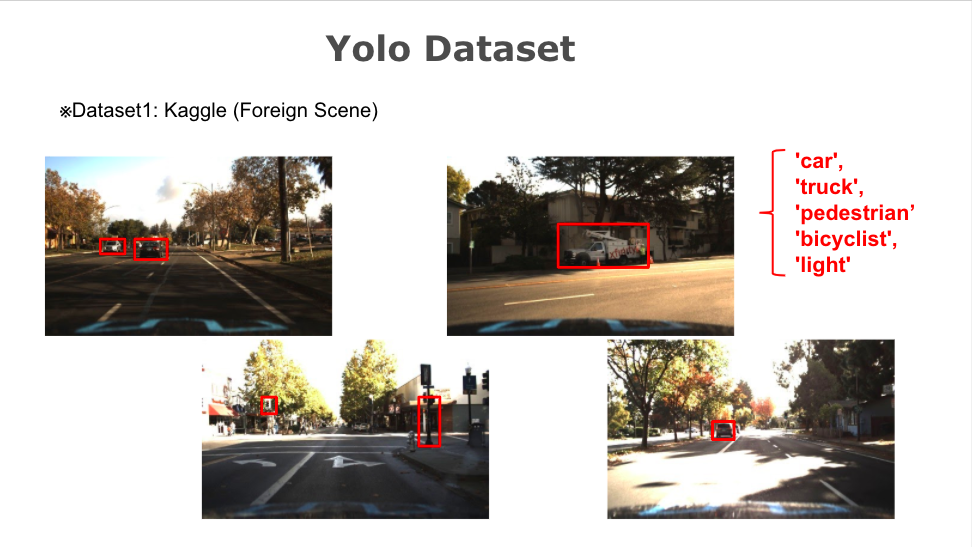 Yolo Dataset
※Dataset1: Kaggle (Foreign Scene)
'car',
'truck',
'pedestrian’
'bicyclist',
'light'